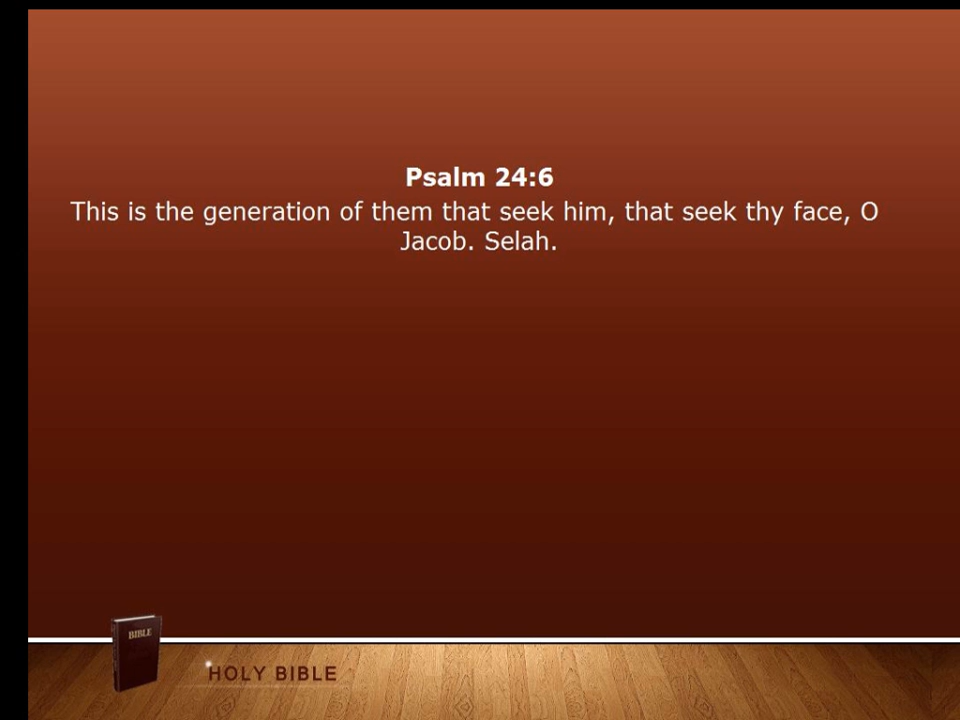 Psalm 24:6
This is the generation of them that seek him, that seek thy face, O
Jacob. Selah.
BIBLE
HOLY BIBLE